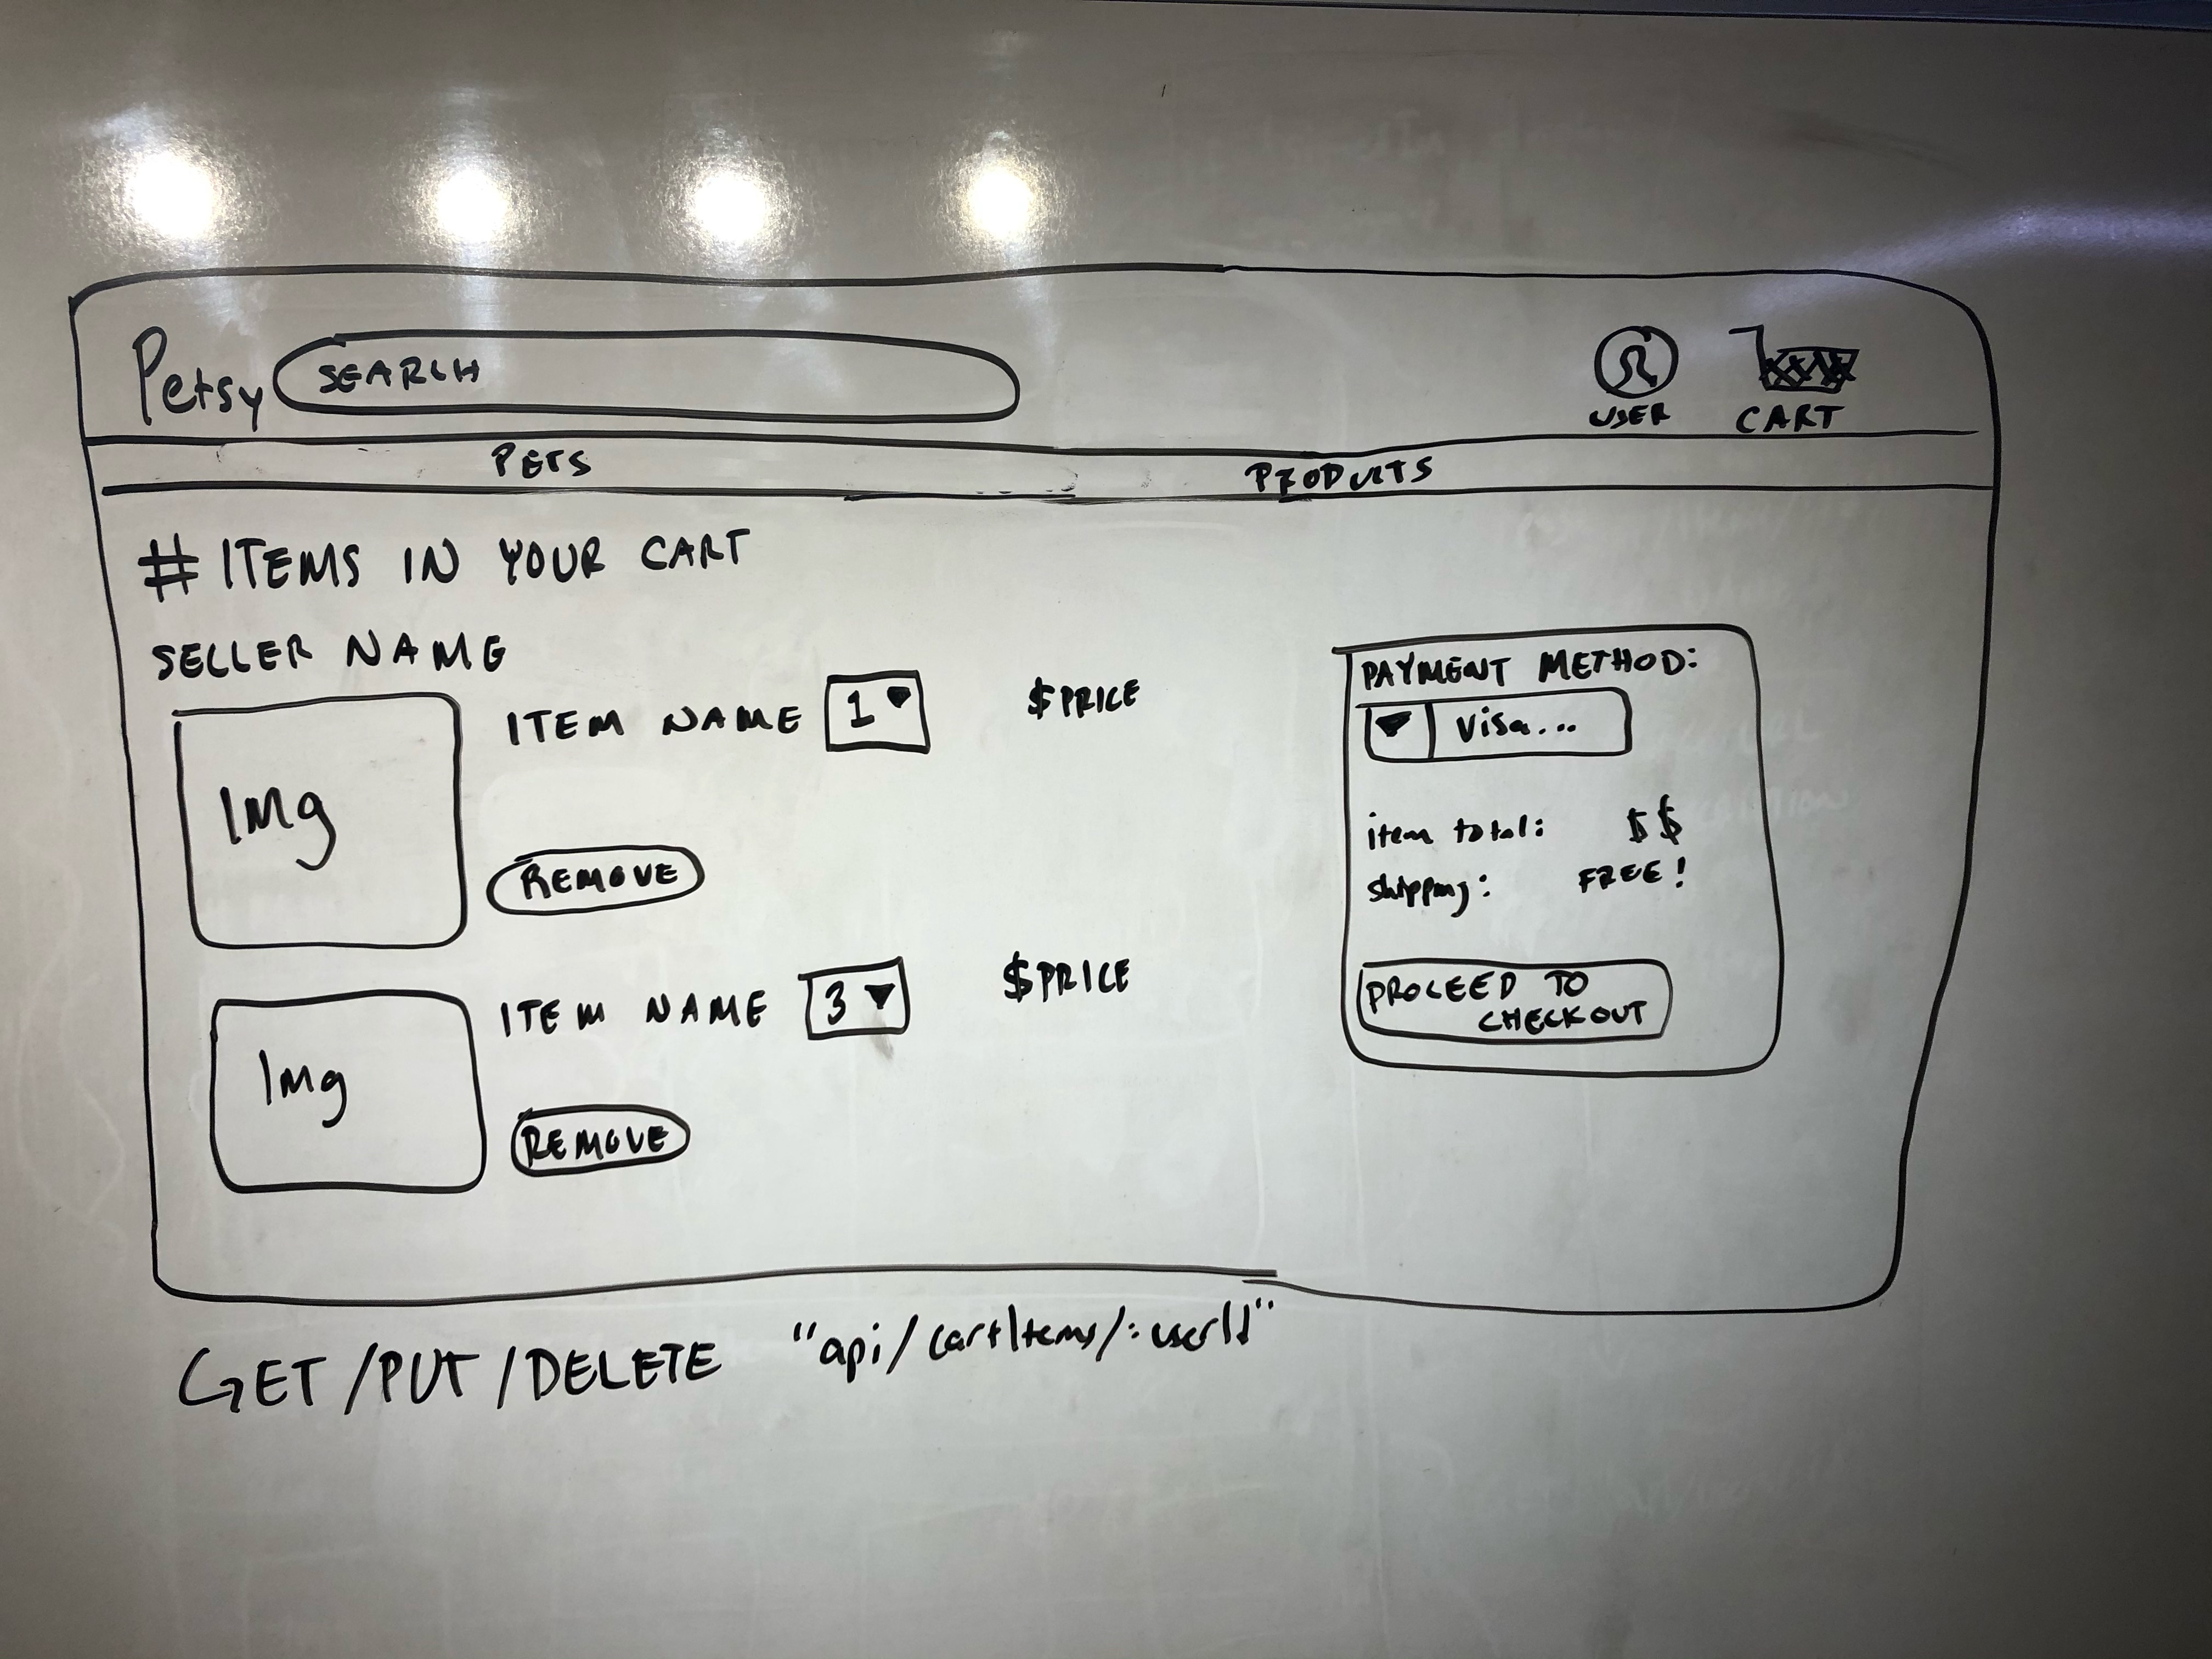 Petsy
SEARCH
USER
CART
PETS
PRODUCTS
# ITEMS IN YOUR CART
SELLER NAME
Img
ITEM NAME
1
$ PRICE
REMOVE
Img
ITEM NAME
3
$ PRICE
REMOVE
PAYMENT METHOD:
Visa...
item total: $$
shipping: FREE!
PROCEED TO
CHECKOUT
GET /PUT /DELETE "api/cartItems/:userId"